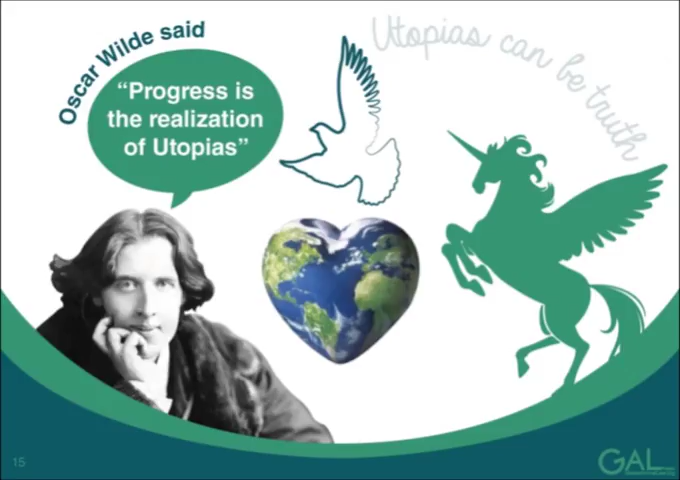 Oscar Wilde said
“Progress is
the realization
of Utopias”
Utopias can be truth
15
GAL